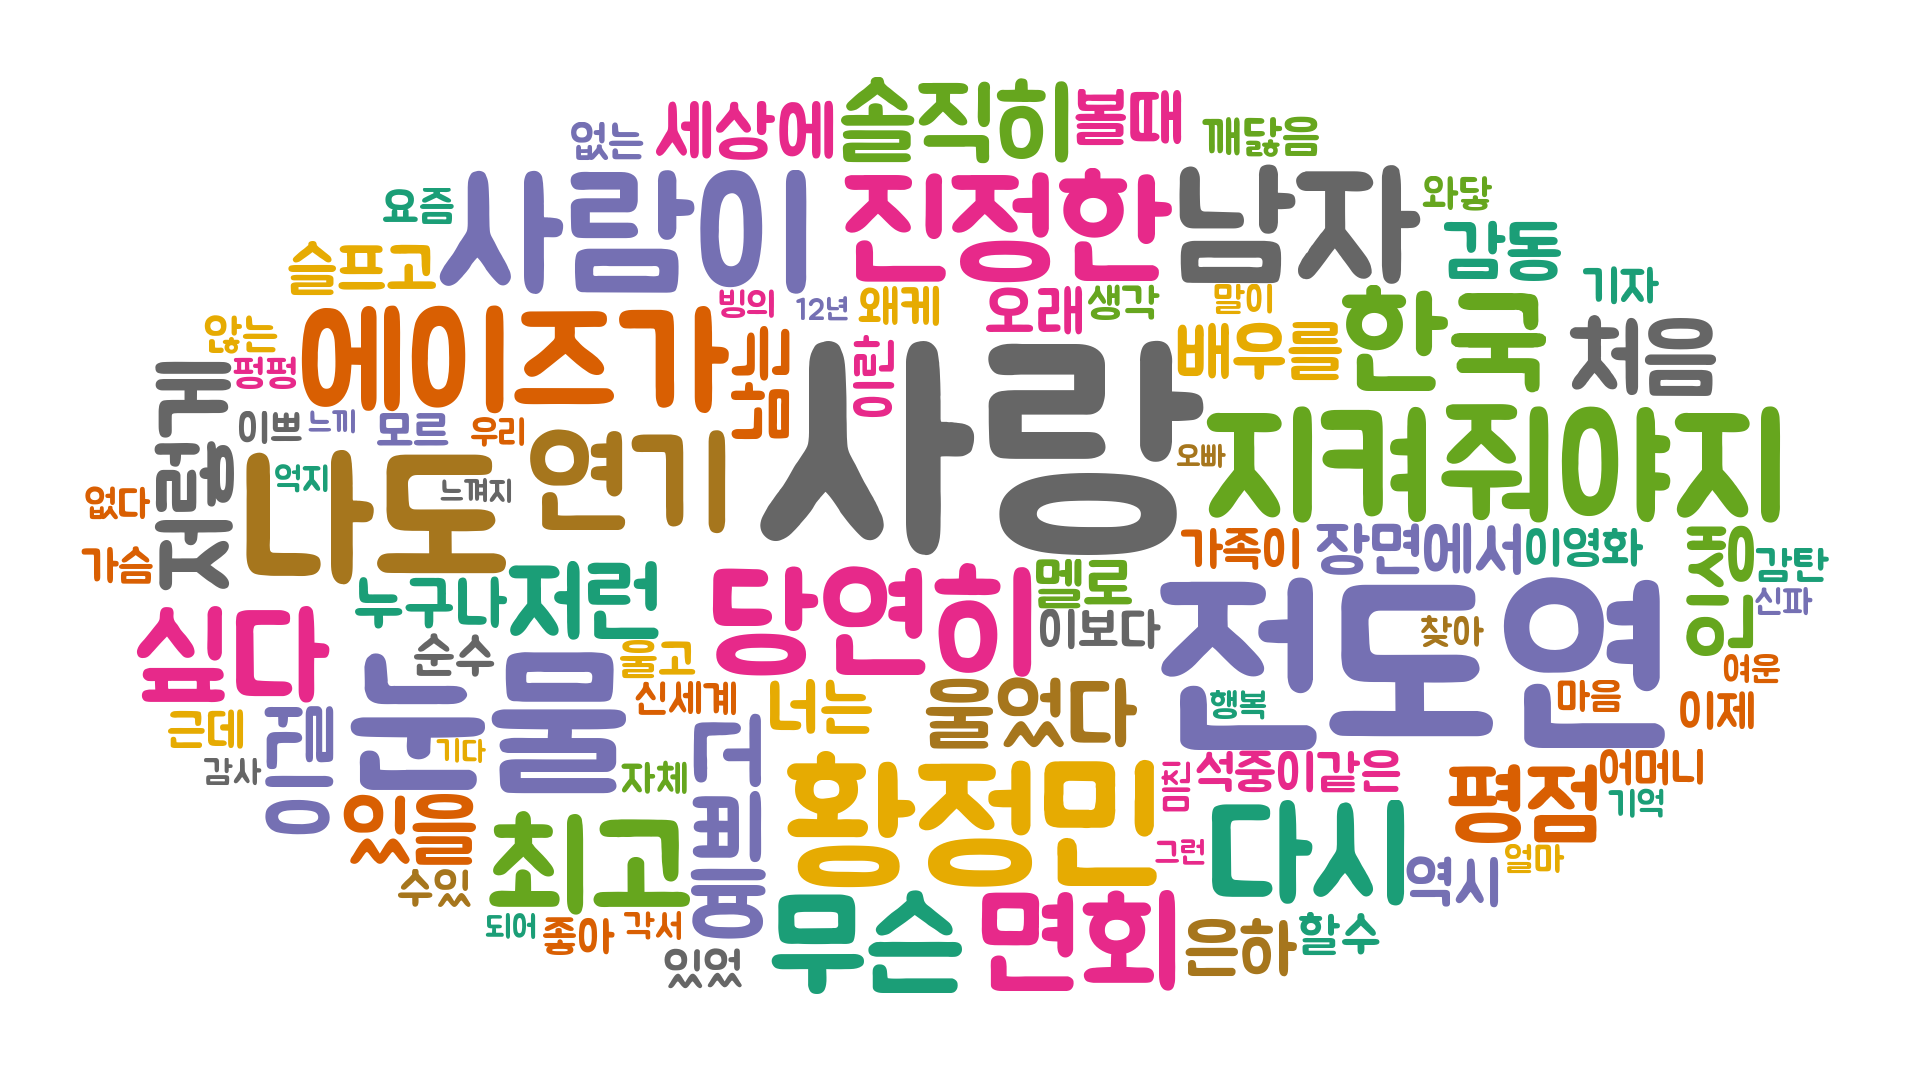 솔직히
세상에
볼때
없는
깨닳음
사람이
진정한
남자
와닿
요즘
감동
슬프고
기자
빙의
12년
왜케
오래
생각
말이
한국
에이즈가
않는
배우를
처음
느낌
흰
사랑
펑펑
저렇게
이쁘
느끼
모르
우리
지켜줘야지
나도
연기
오빠
억지
느껴지
없다
가슴
가족이
장면에서
이영화
인생
감탄
신파
누구나
저런
당연히
멜로
이보다
전도연
찾아
싶다
순수
울고
눈물
신세계
너는
울었다
행복
마음
여운
이제
근데
기다
감사
자체
황정민
석중이같은
평점
어머니
기억
있을
최고
다시
그런
역시
얼마
수있
무슨
면회
은하
할수
되어
좋아
각서
있었